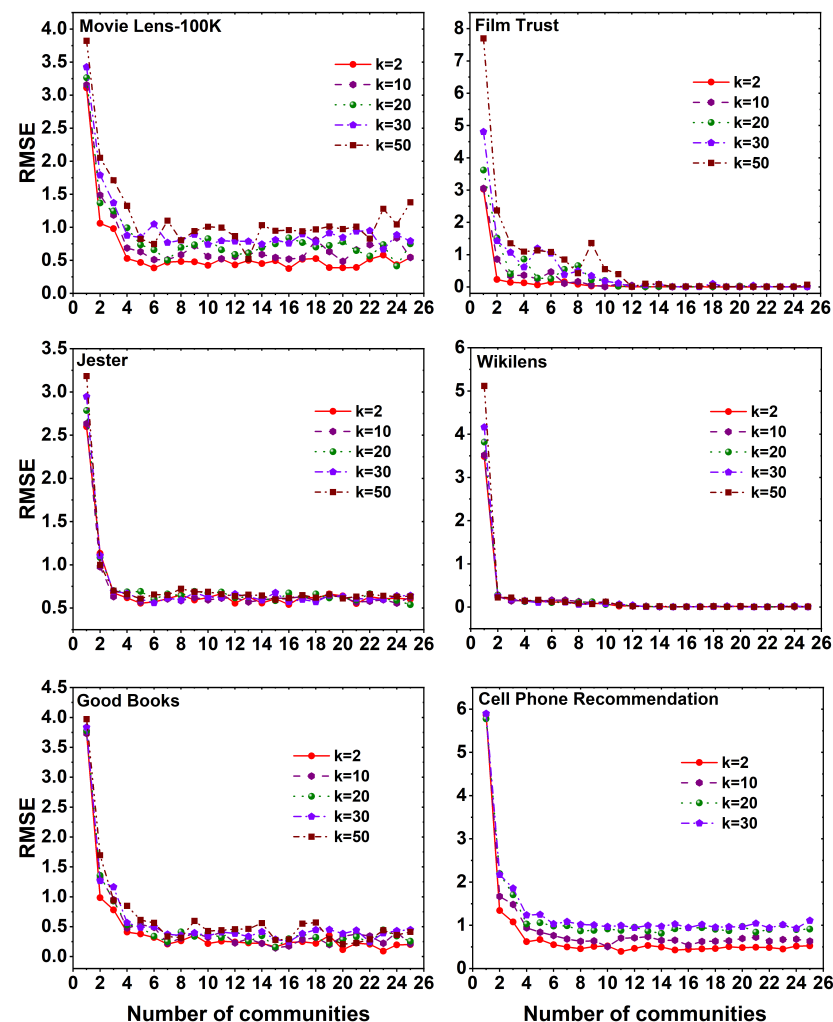 Movie Lens-100K
RMSE
4.0
3.5
3.0
2.5
2.0
1.5
1.0
0.5
0.0
k=2
k=10
k=20
k=30
k=50
0 2 4 6 8 10 12 14 16 18 20 22 24 26
Film Trust
8
7
6
5
4
3
2
1
0
k=2
k=10
k=20
k=30
k=50
0 2 4 6 8 10 12 14 16 18 20 22 24 26
Jester
RMSE
3.5
3.0
2.5
2.0
1.5
1.0
0.5
k=2
k=10
k=20
k=30
k=50
0 2 4 6 8 10 12 14 16 18 20 22 24 26
Wikilens
6
5
4
3
2
1
0
k=2
k=10
k=20
k=30
k=50
0 2 4 6 8 10 12 14 16 18 20 22 24 26
Good Books
RMSE
4.5
4.0
3.5
3.0
2.5
2.0
1.5
1.0
0.5
0.0
k=2
k=10
k=20
k=30
k=50
0 2 4 6 8 10 12 14 16 18 20 22 24 26
Number of communities
Cell Phone Recommendation
6
5
4
3
2
1
0
k=2
k=10
k=20
k=30
0 2 4 6 8 10 12 14 16 18 20 22 24 26
Number of communities